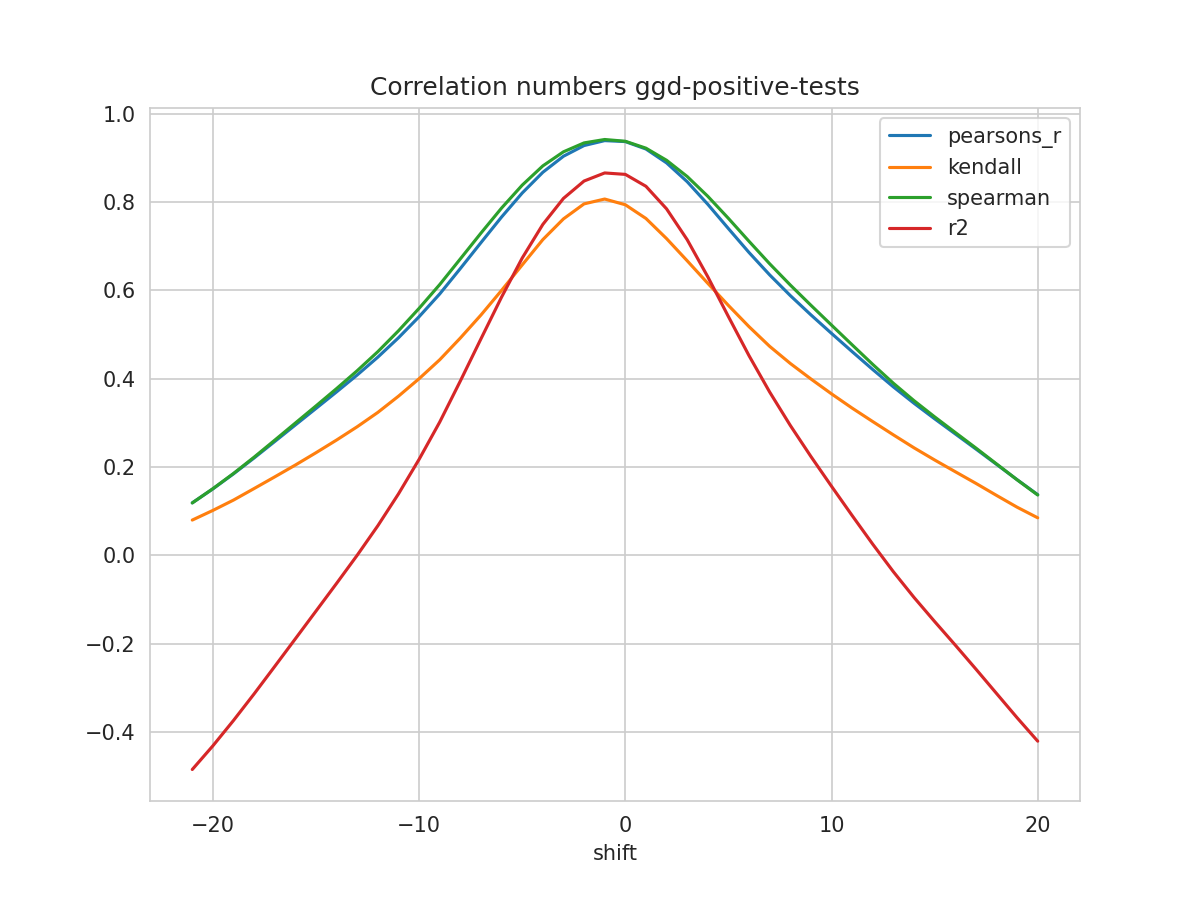 Correlation numbers ggd-positive-tests
1.0
0.8
0.6
0.4
0.2
0.0
−0.2
−0.4
pearsons_r
kendall
spearman
r2
−20
−10
0
10
20
shift